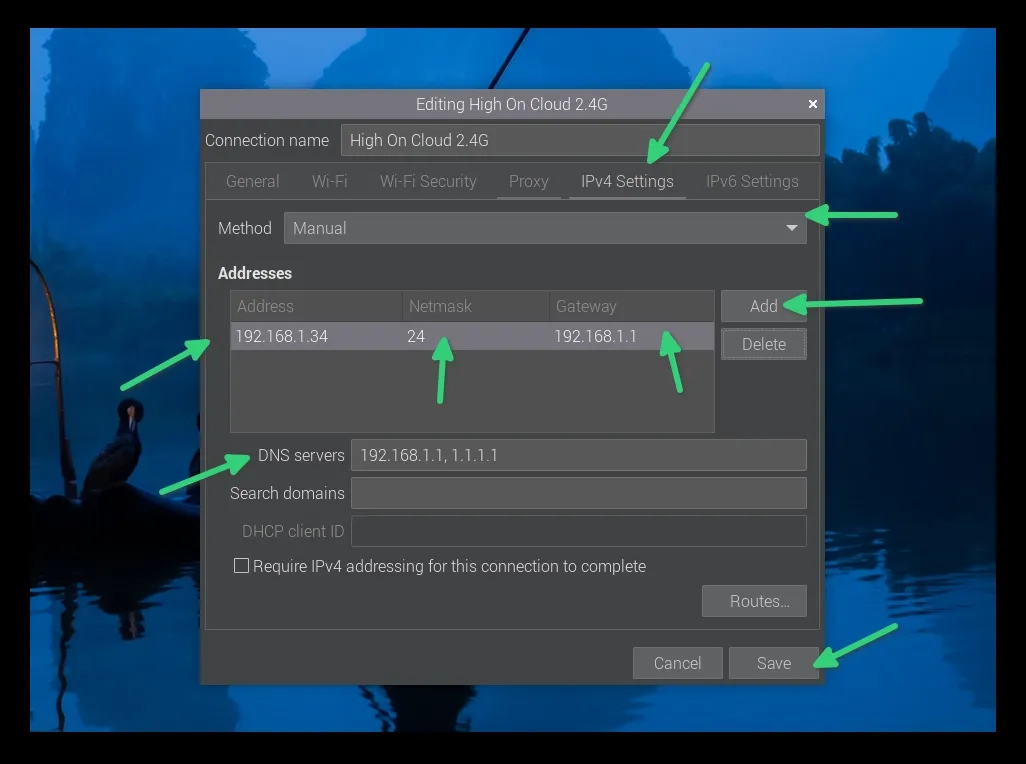 Editing High On Cloud 2.4G ×
Connection name High On Cloud 2.4G
General Wi-Fi Wi-Fi Security Proxy IPv4 Settings IPv6 Settings
Method Manual
Addresses
Address Netmask Gateway Add
192.168.1.34 24 192.168.1.1 Delete
DNS servers 192.168.1.1, 1.1.1.1
Search domains
DHCP client ID
Require IPv4 addressing for this connection to complete
Routes...
Cancel Save